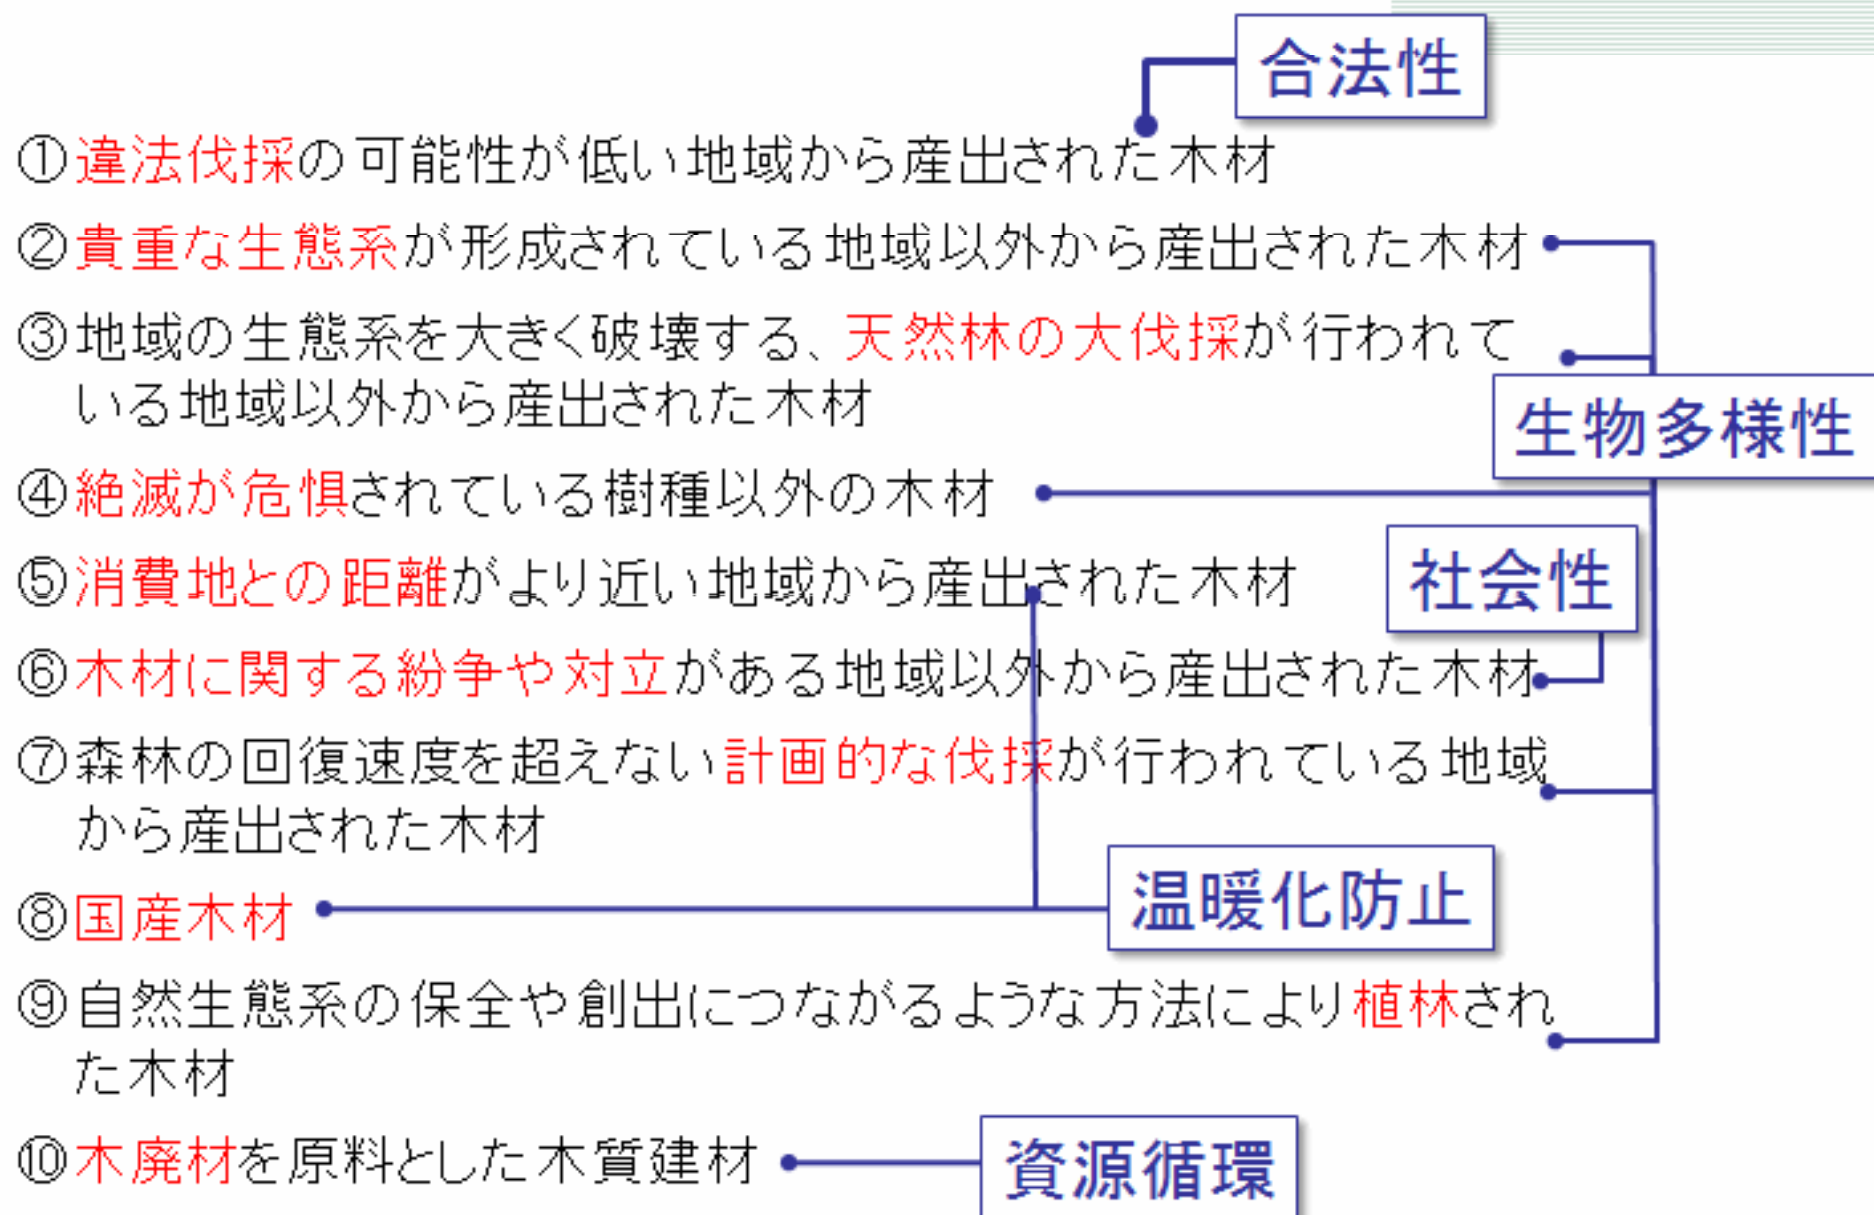 合法性
①違法伐採の可能性が低い地域から産出された木材
②貴重な生態系が形成されている地域以外から産出された木材
③地域の生態系を大きく破壊する、天然林の大伐採が行われて
いる地域以外から産出された木材
生物多様性
④絶滅が危惧されている樹種以外の木材
⑤消費地との距離がより近い地域から産出された木材
社会性
⑥木材に関する紛争や対立がある地域以外から産出された木材
⑦森林の回復速度を超えない計画的な伐採が行われている地域
から産出された木材
⑧国産木材
温暖化防止
⑨自然生態系の保全や創出につながるような方法により植林され
た木材
⑩木廃材を原料とした木質建材
資源循環